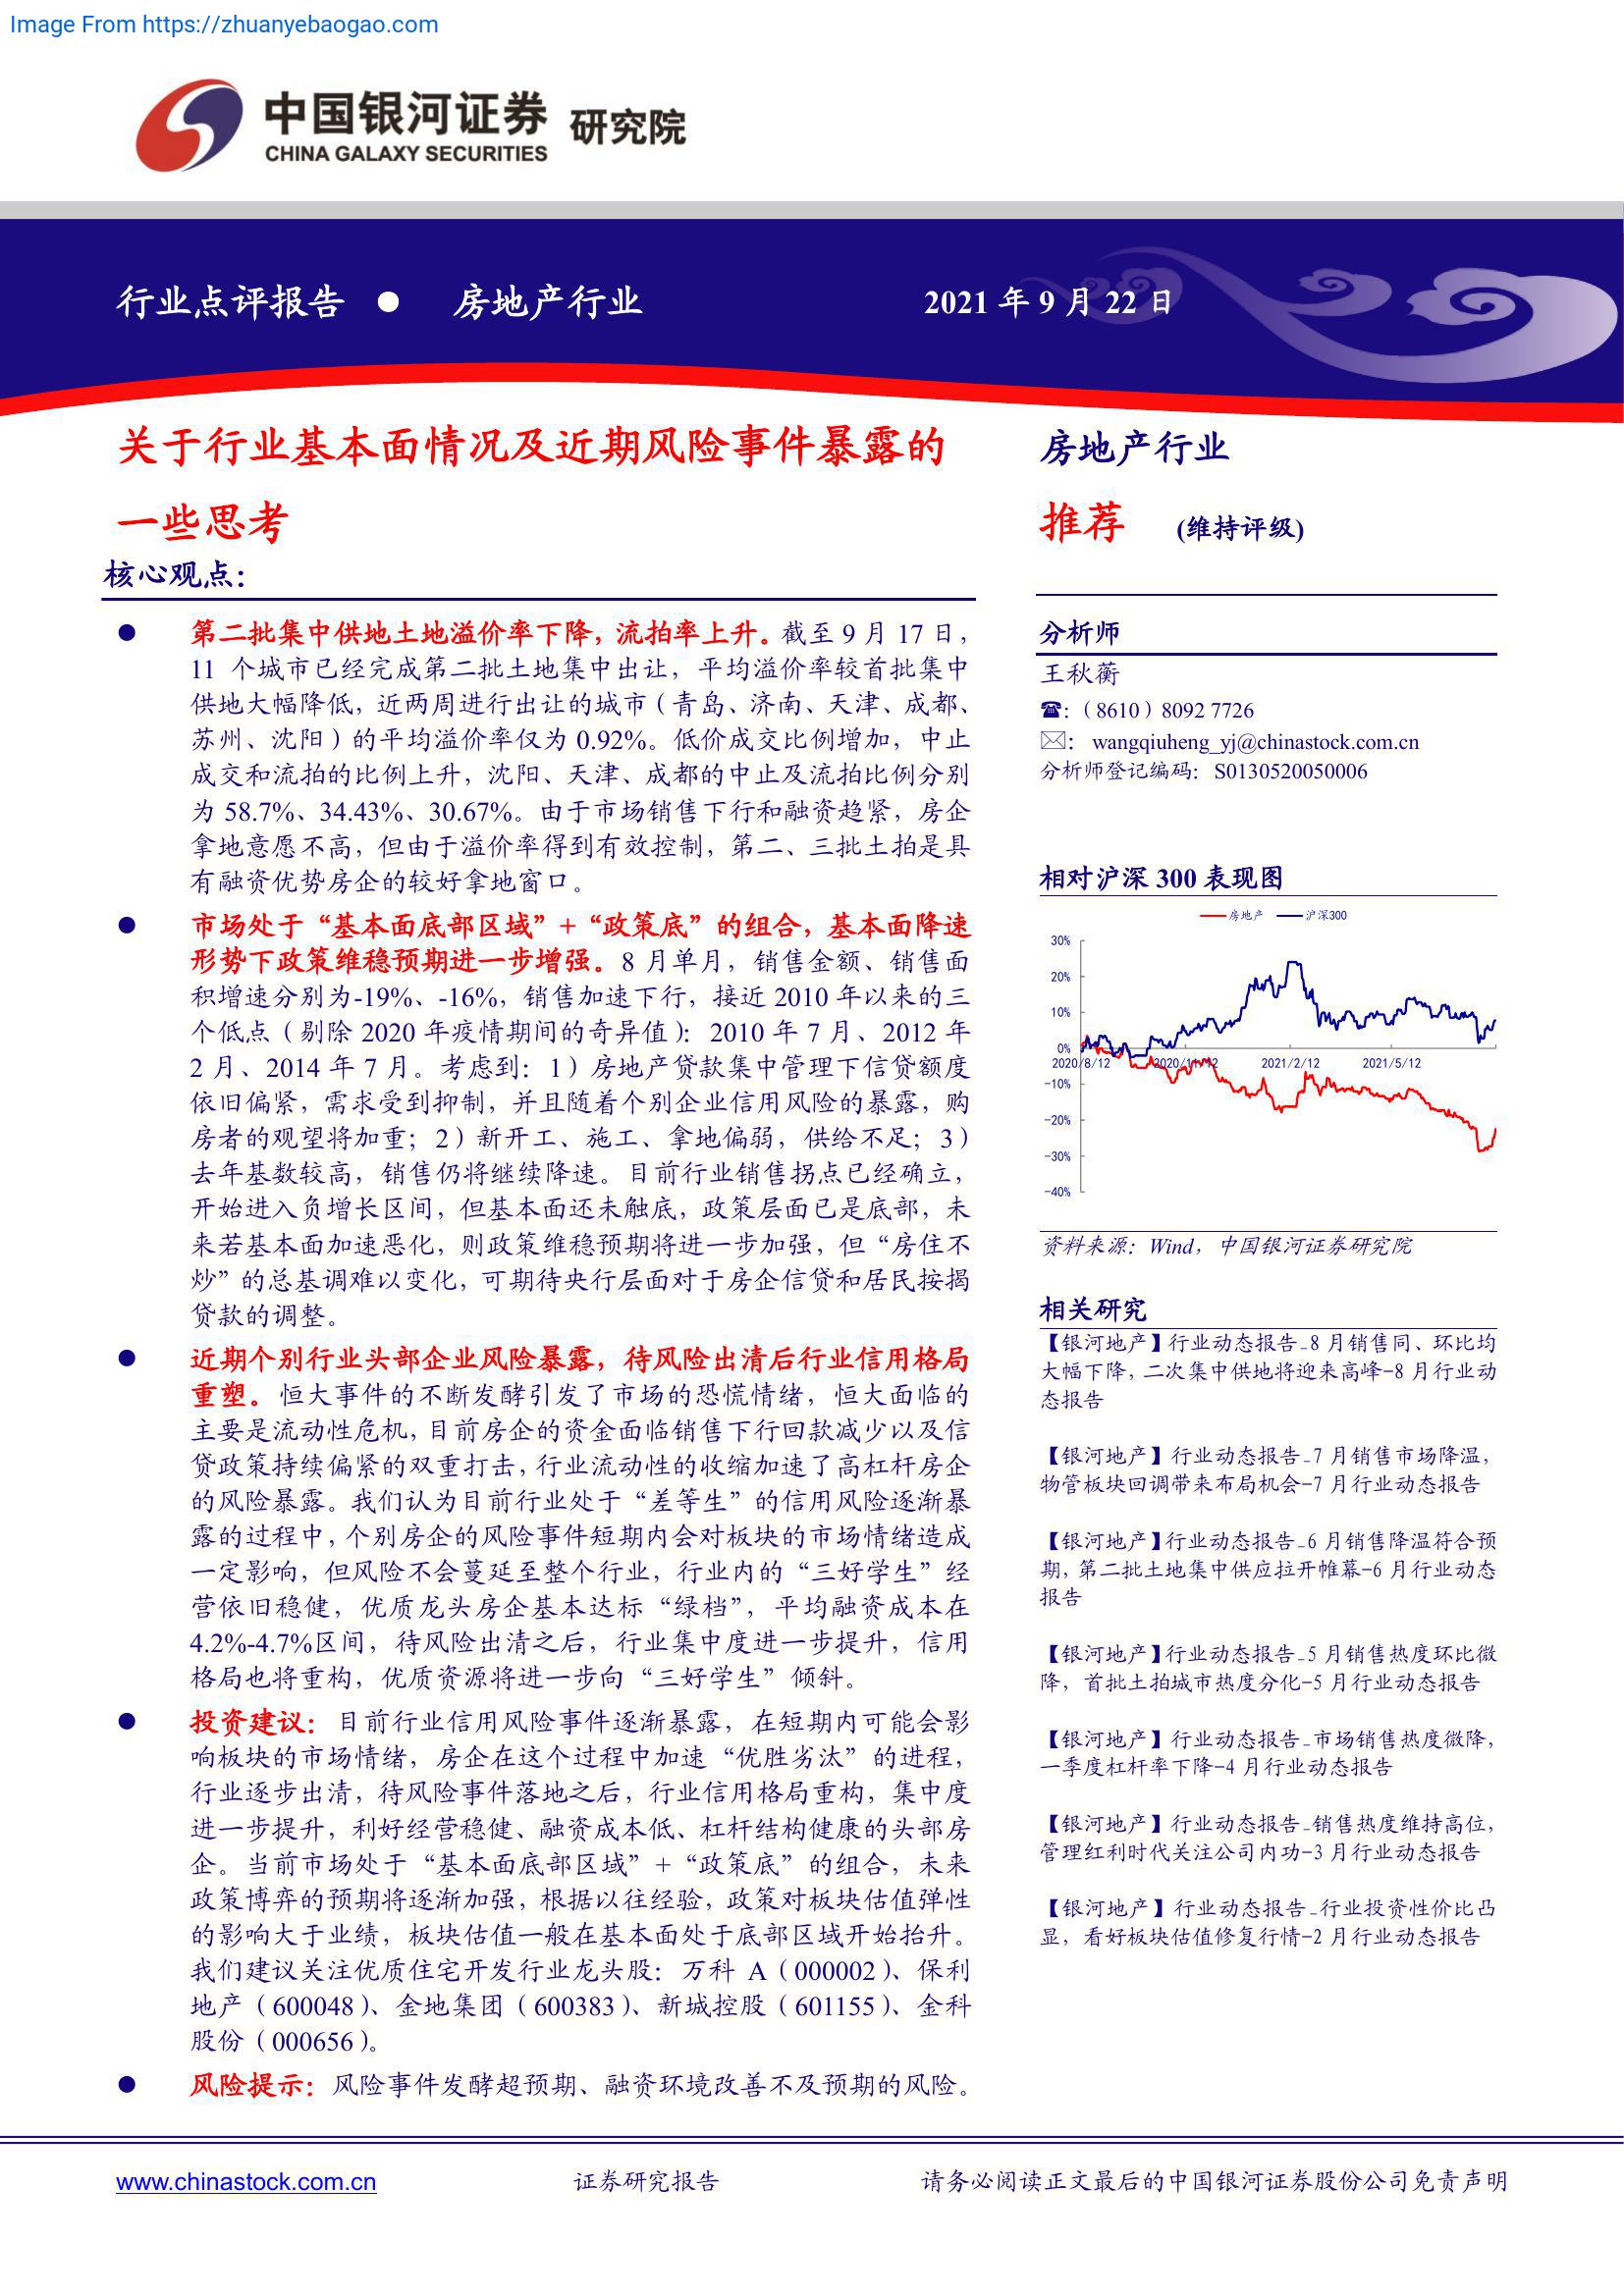 Image From https://zhuanyebaogao.com
中国银河证券 研究院
CHINA GALAXY SECURITIES
行业点评报告 ● 房地产行业 2021 年 9 月 22 日
关于行业基本面情况及近期风险事件暴露的
一些思考
核心观点：
● 第二批集中供地土地溢价率下降，流拍率上升。截至 9 月 17 日，
11 个城市已经完成第二批土地集中出让，平均溢价率较首批集中
供地大幅降低，近两周进行出让的城市（青岛、济南、天津、成都、
苏州、沈阳）的平均溢价率仅为 0.92%。低价成交比例增加，中止
成交和流拍的比例上升，沈阳、天津、成都的中止及流拍比例分别
为 58.7%、34.43%、30.67%。由于市场销售下行和融资趋紧，房企
拿地意愿不高，但由于溢价率得到有效控制，第二、三批土拍是具
有融资优势房企的较好拿地窗口。
● 市场处于“基本面底部区域”+“政策底”的组合，基本面降速
形势下政策维稳预期进一步增强。8 月单月，销售金额、销售面
积增速分别为-19%、-16%，销售加速下行，接近 2010 年以来的三
个低点（剔除 2020 年疫情期间的奇异值）：2010 年 7 月、2012 年
2 月、2014 年 7 月。考虑到：1）房地产贷款集中管理下信贷额度
依旧偏紧，需求受到抑制，并且随着个别企业信用风险的暴露，购
房者的观望将加重；2）新开工、施工、拿地偏弱，供给不足；3）
去年基数较高，销售仍将继续降速。目前行业销售拐点已经确立，
开始进入负增长区间，但基本面还未触底，政策层面已是底部，未
来若基本面加速恶化，则政策维稳预期将进一步加强，但“房住不
炒”的总基调难以变化，可期待央行层面对于房企信贷和居民按揭
贷款的调整。
● 近期个别行业头部企业风险暴露，待风险出清后行业信用格局
重塑。恒大事件的不断发酵引发了市场的恐慌情绪，恒大面临的
主要是流动性危机，目前房企的资金面临销售下行回款减少以及信
贷政策持续偏紧的双重打击，行业流动性的收缩加速了高杠杆房企
的风险暴露。我们认为目前行业处于“差等生”的信用风险逐渐暴
露的过程中，个别房企的风险事件短期内会对板块的市场情绪造成
一定影响，但风险不会蔓延至整个行业，行业内的“三好学生”经
营依旧稳健，优质龙头房企基本达标“绿档”，平均融资成本在
4.2%-4.7%区间，待风险出清之后，行业集中度进一步提升，信用
格局也将重构，优质资源将进一步向“三好学生”倾斜。
● 投资建议：目前行业信用风险事件逐渐暴露，在短期内可能会影
响板块的市场情绪，房企在这个过程中加速“优胜劣汰”的进程，
行业逐步出清，待风险事件落地之后，行业信用格局重构，集中度
进一步提升，利好经营稳健、融资成本低、杠杆结构健康的头部房
企。当前市场处于“基本面底部区域”+“政策底”的组合，未来
政策博弈的预期将逐渐加强，根据以往经验，政策对板块估值弹性
的影响大于业绩，板块估值一般在基本面处于底部区域开始抬升。
我们建议关注优质住宅开发行业龙头股：万科 A（000002）、保利
地产（600048）、金地集团（600383）、新城控股（601155）、金科
股份（000656）。
● 风险提示：风险事件发酵超预期、融资环境改善不及预期的风险。
房地产行业
推荐 (维持评级)
分析师
王秋蘅
☎:（8610）8092 7726
✉: wangqiuheng_yj@chinastock.com.cn
分析师登记编码：S0130520050006
相对沪深 300 表现图
房地产 沪深300
30%
20%
10%
0%
2020/8/12 2020/11/12 2021/2/12 2021/5/12
-10%
-20%
-30%
-40%
资料来源：Wind，中国银河证券研究院
相关研究
【银河地产】行业动态报告_8 月销售同、环比均
大幅下降，二次集中供地将迎来高峰-8 月行业动
态报告
【银河地产】行业动态报告_7 月销售市场降温，
物管板块回调带来布局机会-7 月行业动态报告
【银河地产】行业动态报告_6 月销售降温符合预
期，第二批土地集中供应拉开帷幕-6 月行业动态
报告
【银河地产】行业动态报告_5 月销售热度环比微
降，首批土拍城市热度分化-5 月行业动态报告
【银河地产】行业动态报告_市场销售热度微降，
一季度杠杆率下降-4 月行业动态报告
【银河地产】行业动态报告_销售热度维持高位，
管理红利时代关注公司内功-3 月行业动态报告
【银河地产】行业动态报告_行业投资性价比凸
显，看好板块估值修复行情-2 月行业动态报告
www.chinastock.com.cn 证券研究报告 请务必阅读正文最后的中国银河证券股份公司免责声明